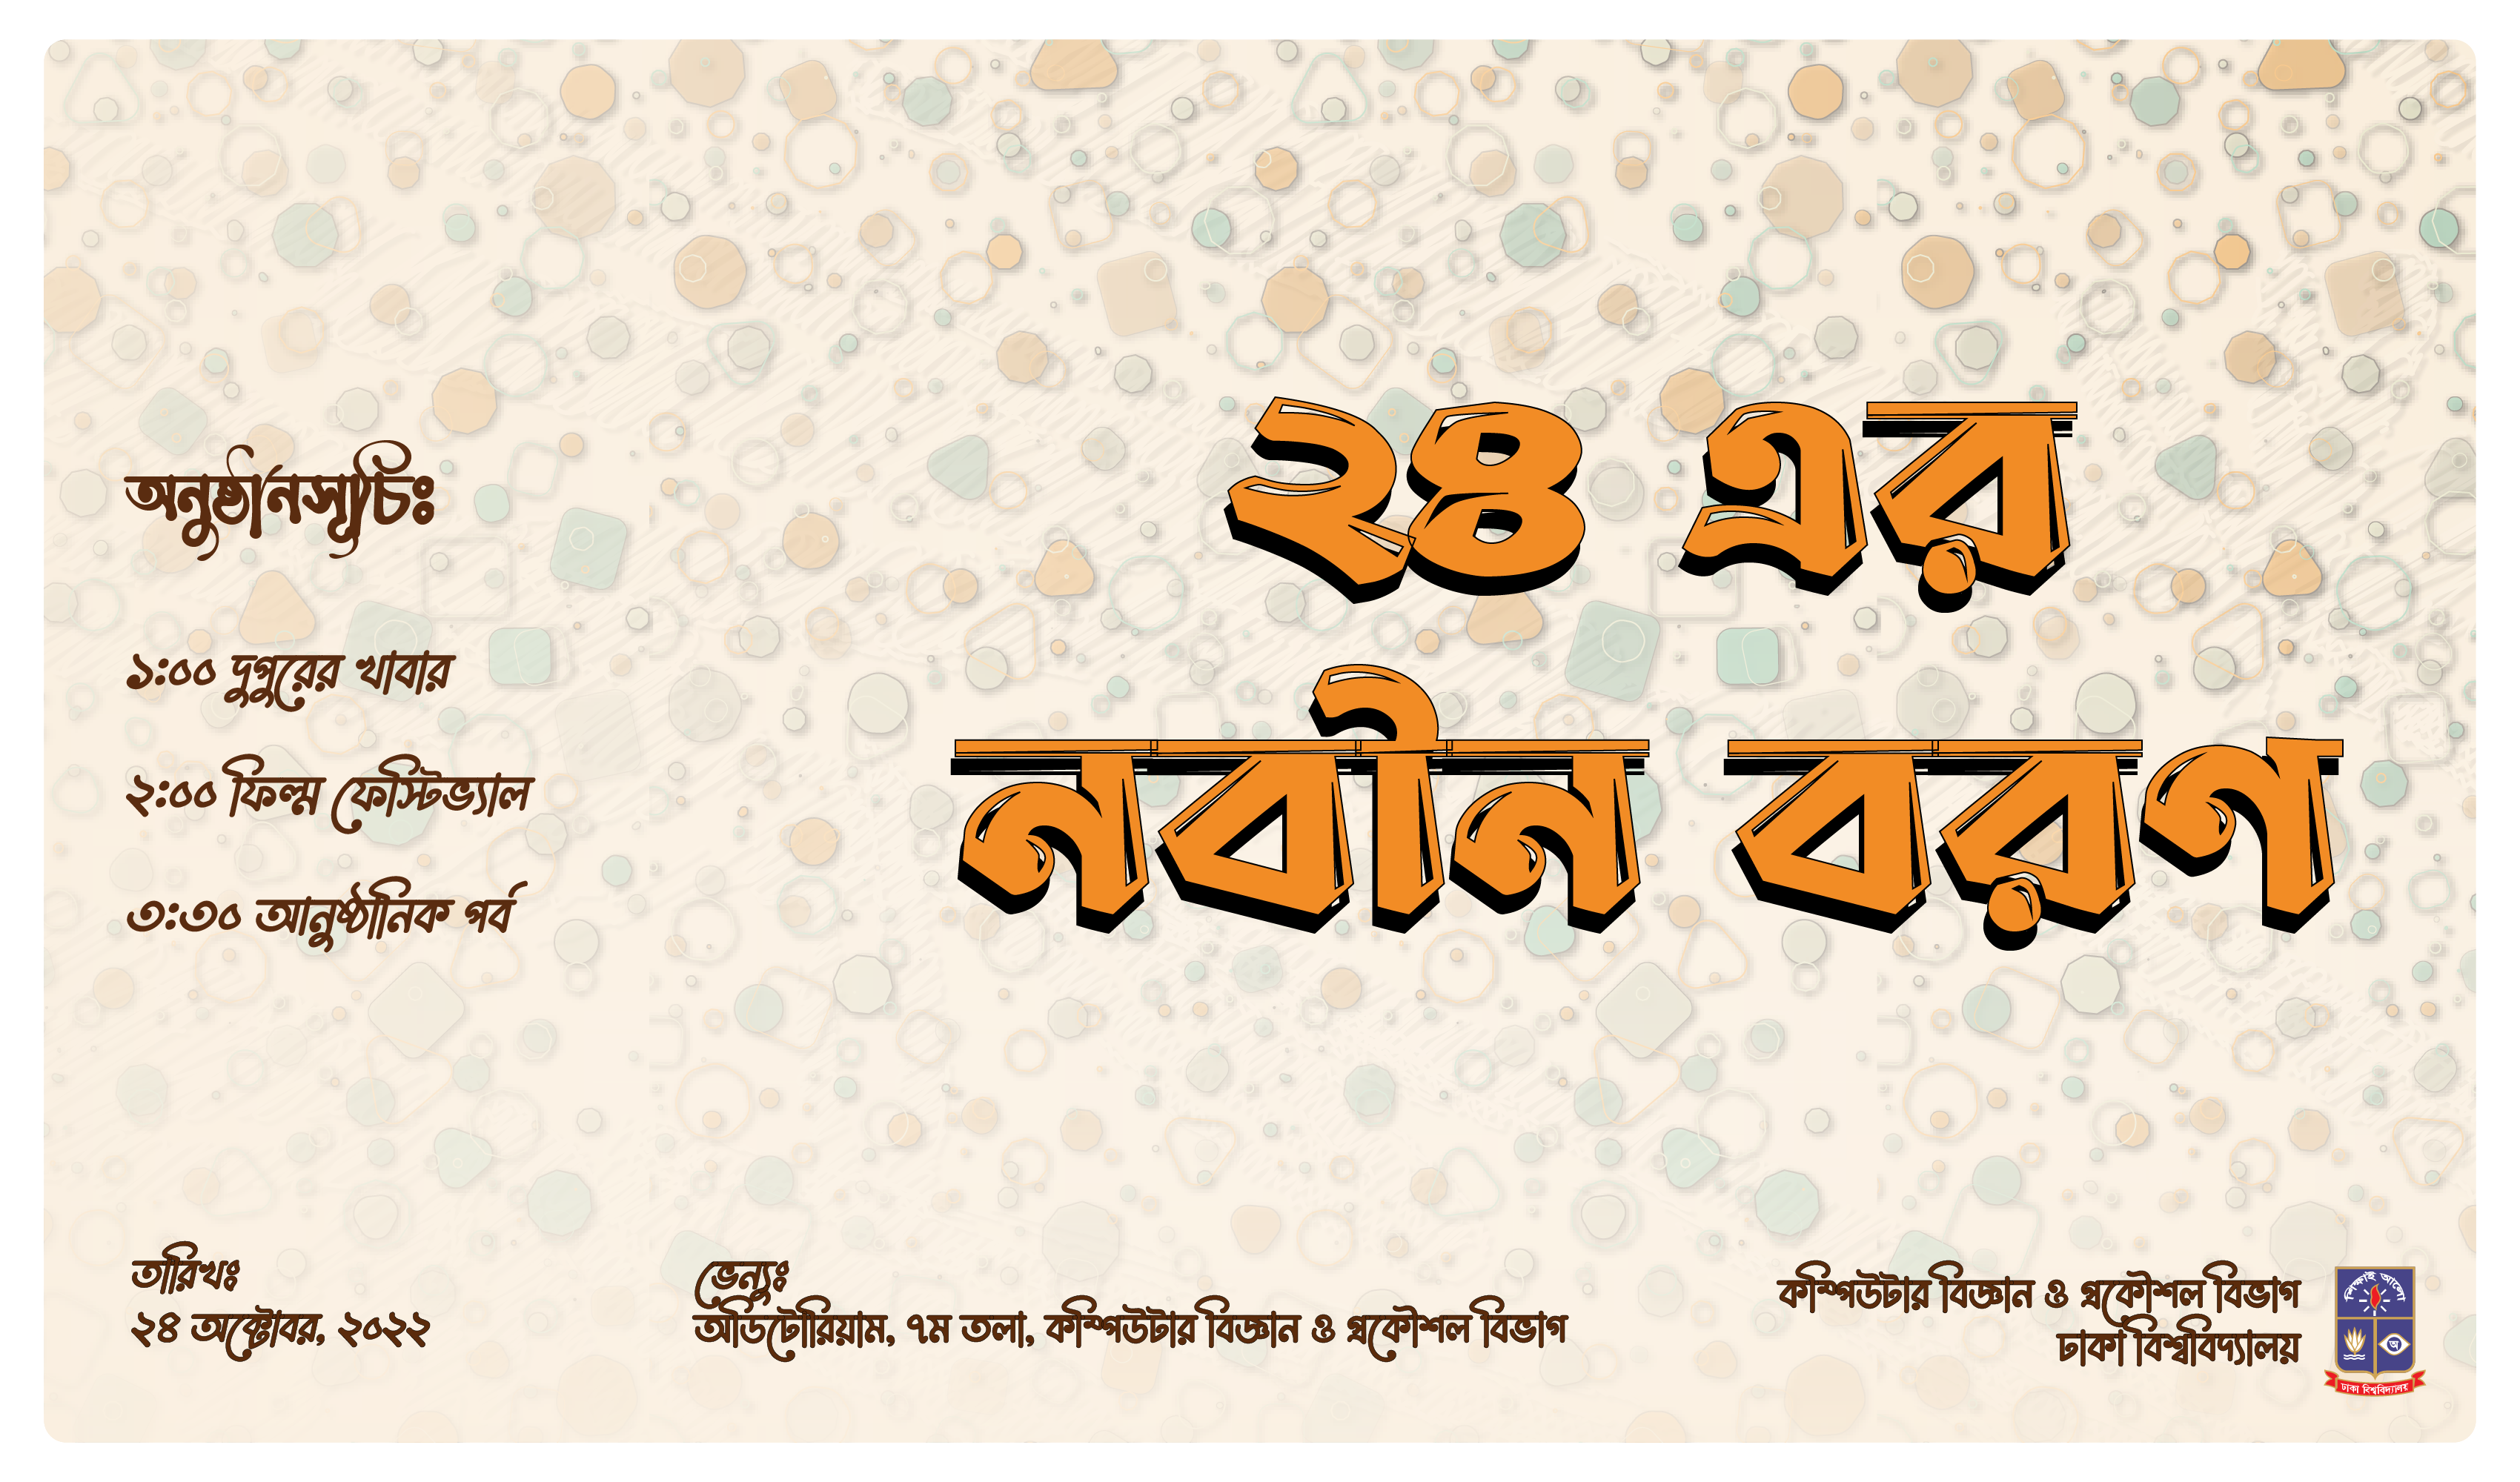 ২৪ এর
নবীন বরণ
অনুষ্ঠানসূচিঃ
১:০০ দুপুরের খাবার
২:০০ ফিল্ম ফেস্টিভ্যাল
৩:৩০ আনুষ্ঠানিক পর্ব
তারিখঃ
২৪ অক্টোবর, ২০২২
ভেন্যুঃ
অডিটোরিয়াম, ৭ম তলা, কম্পিউটার বিজ্ঞান ও প্রকৌশল বিভাগ
কম্পিউটার বিজ্ঞান ও প্রকৌশল বিভাগ
ঢাকা বিশ্ববিদ্যালয়
শিক্ষাই আলো
অ
ঢাকা বিশ্ববিদ্যালয়